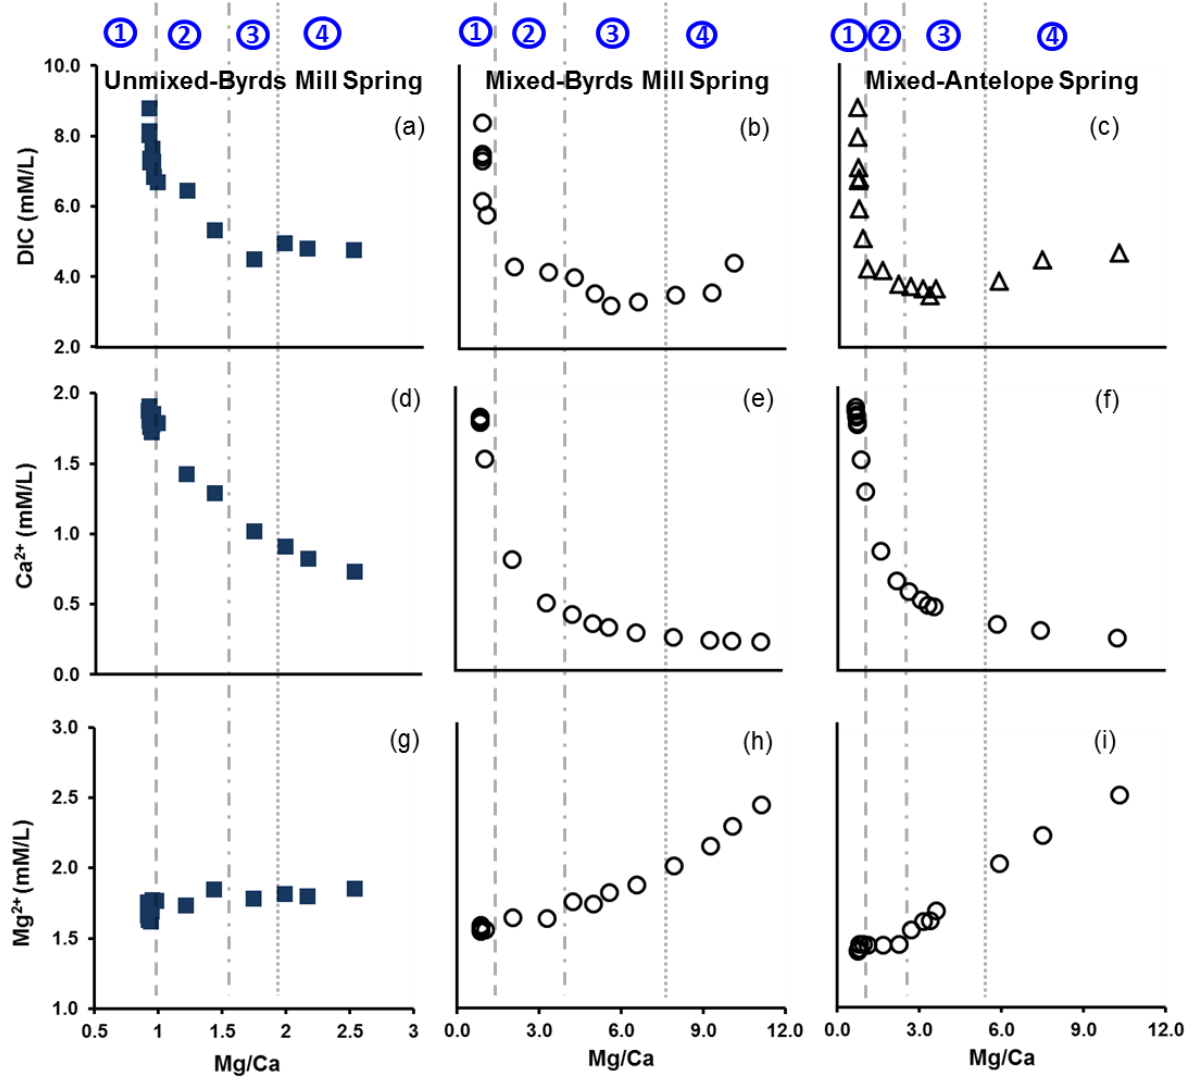 1 2 3 4 1 2 3 4 1 2 3 4
Unmixed-Byrds Mill Spring
Mixed-Byrds Mill Spring
Mixed-Antelope Spring
(a)
(b)
(c)
DIC (mM/L)
10.0
8.0
6.0
4.0
2.0
(d)
(e)
(f)
Ca²⁺ (mM/L)
2.0
1.5
1.0
0.5
0.0
(g)
(h)
(i)
Mg²⁺ (mM/L)
3.0
2.5
2.0
1.5
1.0
0.5 1 1.5 2 2.5 3
0.0 3.0 6.0 9.0 12.0
0.0 3.0 6.0 9.0 12.0
Mg/Ca
Mg/Ca
Mg/Ca